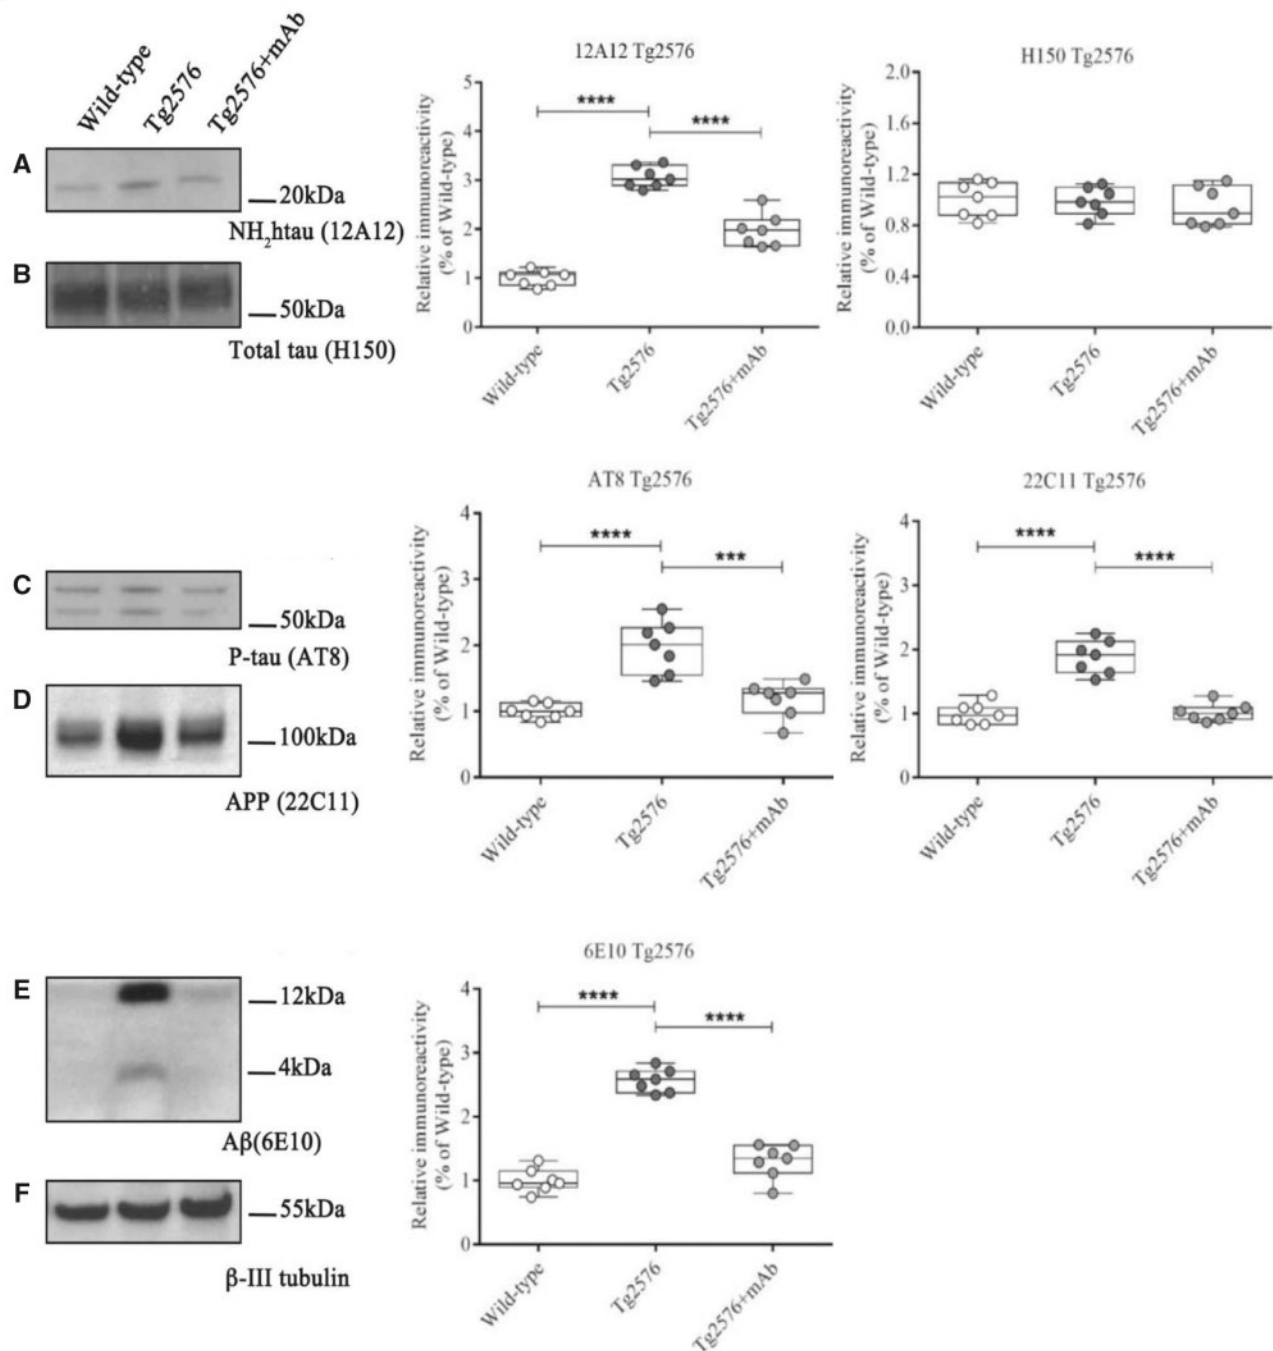 Wild-type
Tg2576
Tg2576+mAb
A
20kDa
NH2htau (12A12)
B
50kDa
Total tau (H150)
12A12 Tg2576
Relative immunoreactivity
(% of Wild-type)
5
4
3
2
1
0
****
****
Wild-type
Tg2576
Tg2576+mAb
H150 Tg2576
Relative immunoreactivity
(% of Wild-type)
2.0
1.6
1.2
0.8
0.4
0.0
Wild-type
Tg2576
Tg2576+mAb
C
50kDa
P-tau (AT8)
D
100kDa
APP (22C11)
AT8 Tg2576
Relative immunoreactivity
(% of Wild-type)
4
3
2
1
0
****
***
Wild-type
Tg2576
Tg2576+mAb
22C11 Tg2576
Relative immunoreactivity
(% of Wild-type)
4
3
2
1
0
****
****
Wild-type
Tg2576
Tg2576+mAb
E
12kDa
4kDa
Aβ(6E10)
F
55kDa
β-III tubulin
6E10 Tg2576
Relative immunoreactivity
(% of Wild-type)
4
3
2
1
0
****
****
Wild-type
Tg2576
Tg2576+mAb